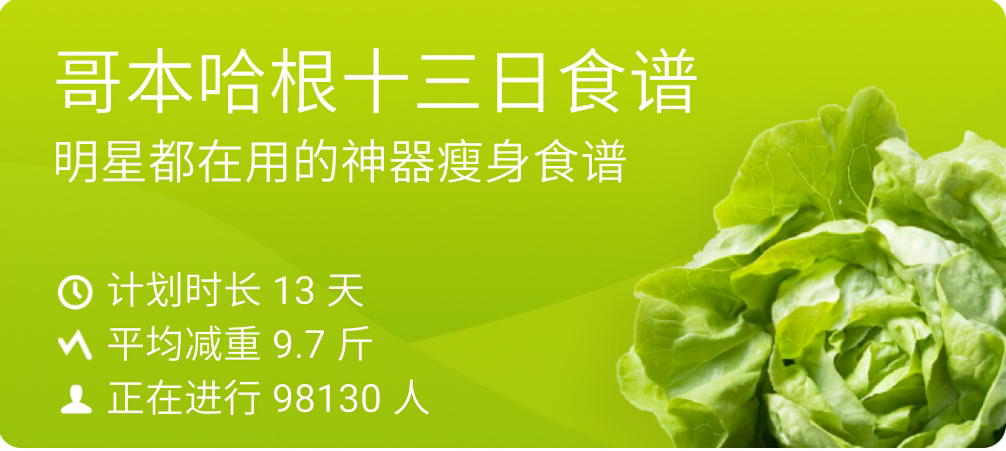 哥本哈根十三日食谱
明星都在用的神器瘦身食谱
计划时长 13 天
平均减重 9.7 斤
正在进行 98130 人